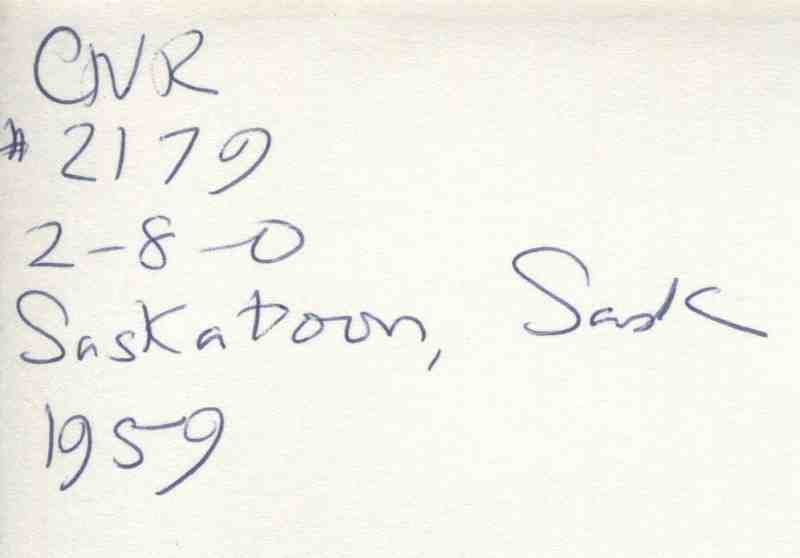 CNR
#2179
2-8-0
Saskatoon, Sask
1959